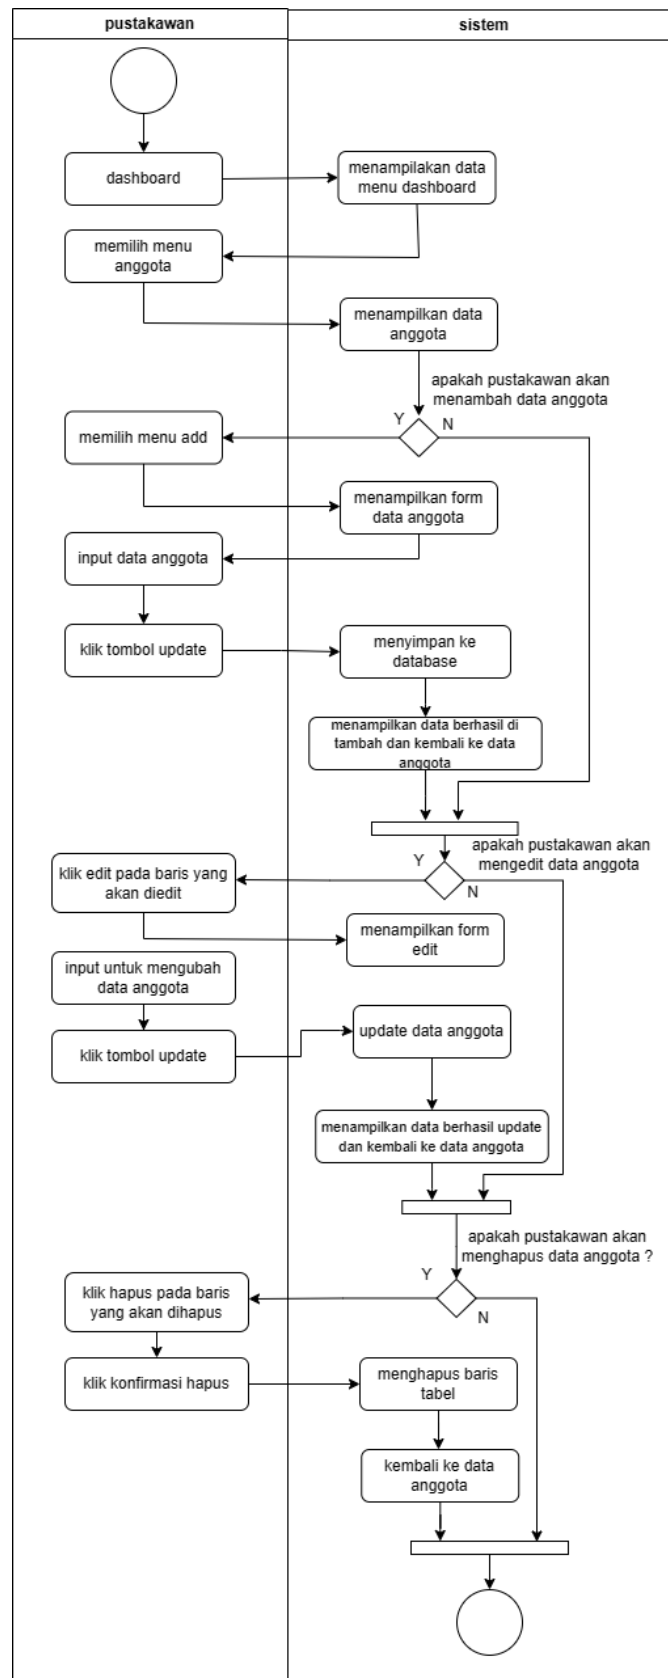 pustakawan
sistem
dashboard
menampilakan data
menu dashboard
memilih menu
anggota
menampilkan data
anggota
apakah pustakawan akan
menambah data anggota
Y
N
memilih menu add
menampilkan form
data anggota
input data anggota
klik tombol update
menyimpan ke
database
menampilkan data berhasil di
tambah dan kembali ke data
anggota
apakah pustakawan akan
mengedit data anggota
Y
N
klik edit pada baris yang
akan diedit
menampilkan form
edit
input untuk mengubah
data anggota
klik tombol update
update data anggota
menampilkan data berhasil update
dan kembali ke data anggota
apakah pustakawan akan
menghapus data anggota ?
Y
N
klik hapus pada baris
yang akan dihapus
klik konfirmasi hapus
menghapus baris
tabel
kembali ke data
anggota